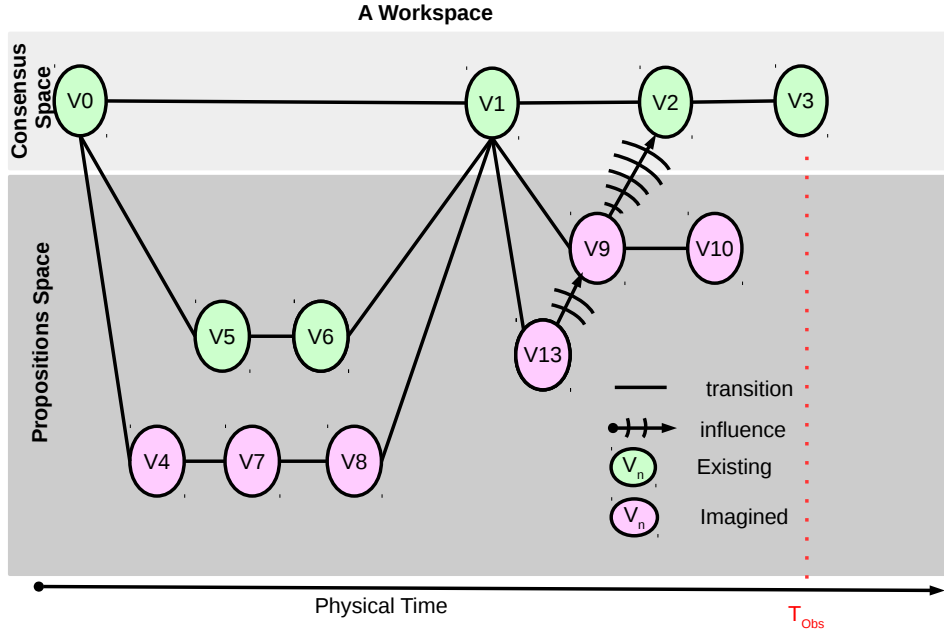 A Workspace
Consensus
Space
V0
V1
V2
V3
Propositions Space
V9
V10
V5
V6
V13
V4
V7
V8
transition
influence
Vn
Existing
Vn
Imagined
Physical Time
TObs